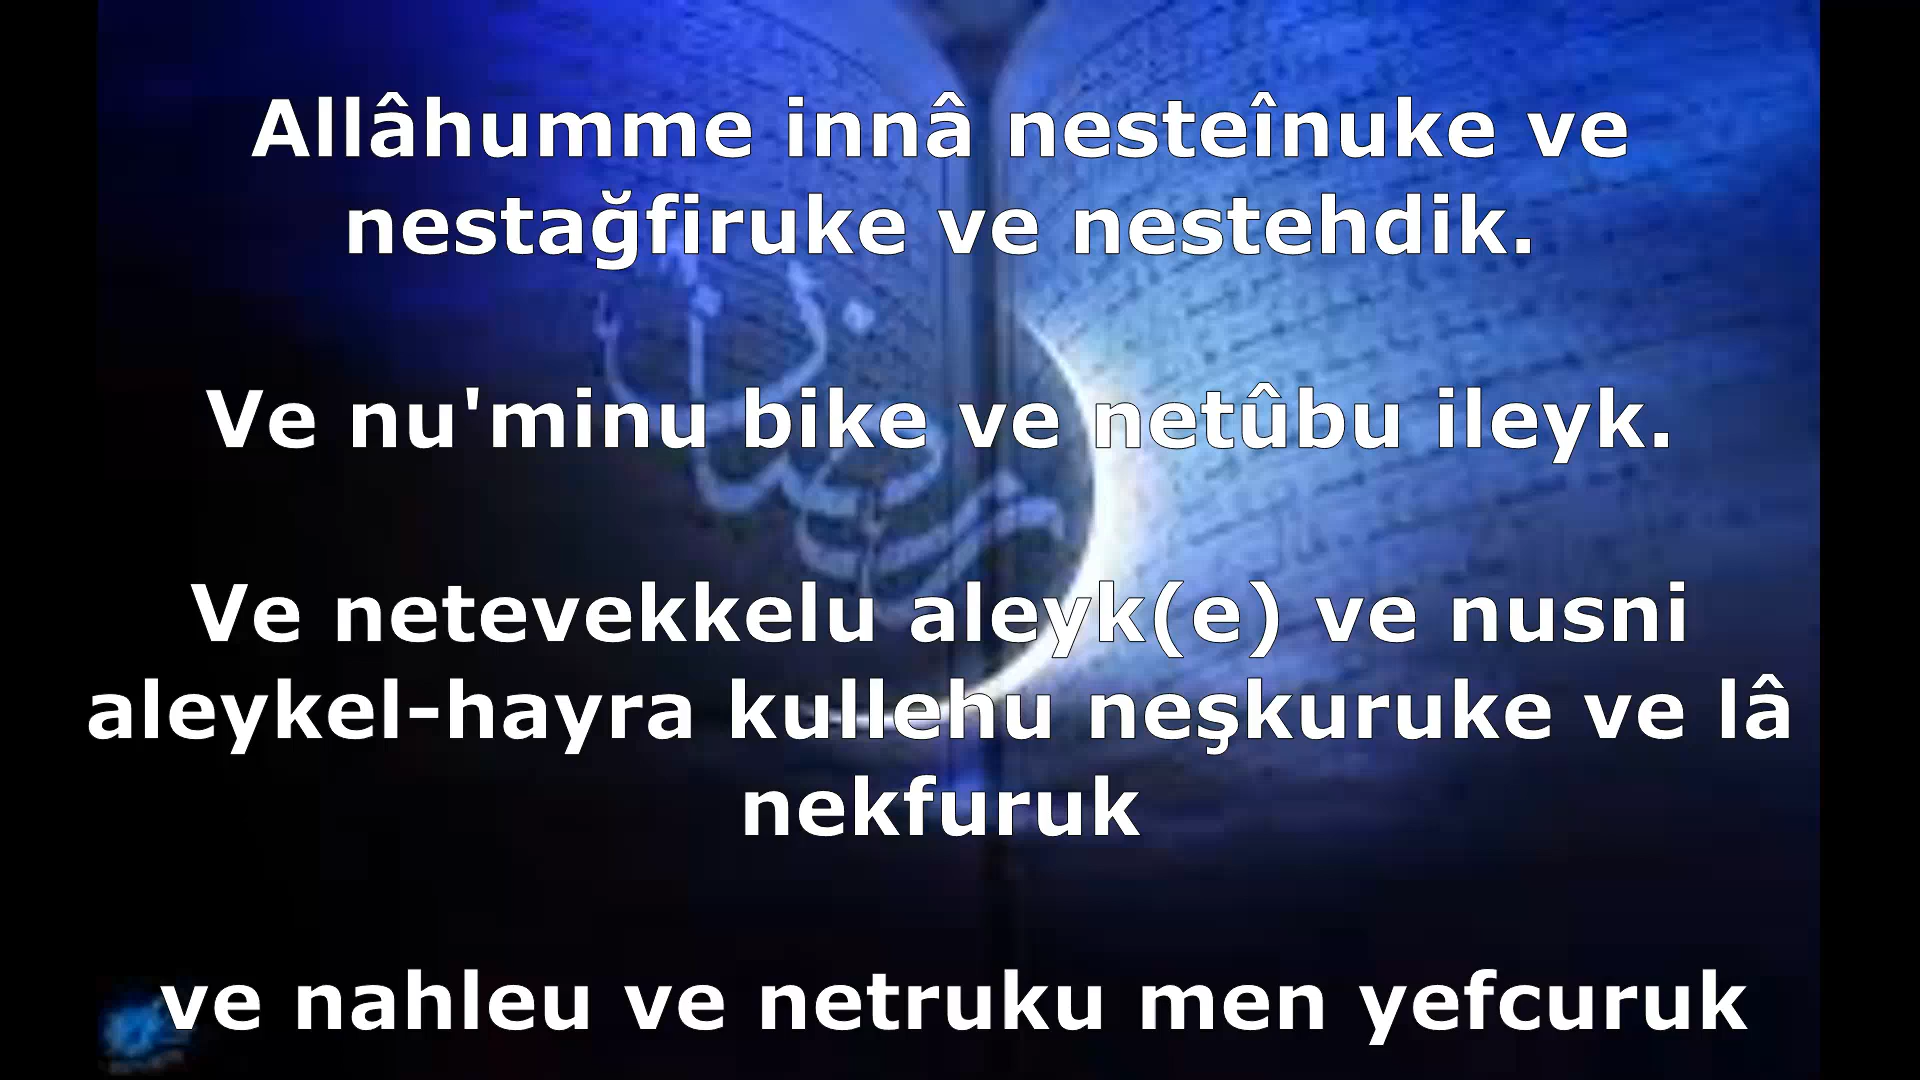 Allâhumme innâ nesteînuke ve
nestağfiruke ve nestehdik.
Ve nu'minu bike ve netûbu ileyk.
Ve netevekkelu aleyk(e) ve nusni
aleykel-hayra kullehu neşkuruke ve lâ
nekfuruk
ve nahleu ve netruku men yefcuruk
رمضان